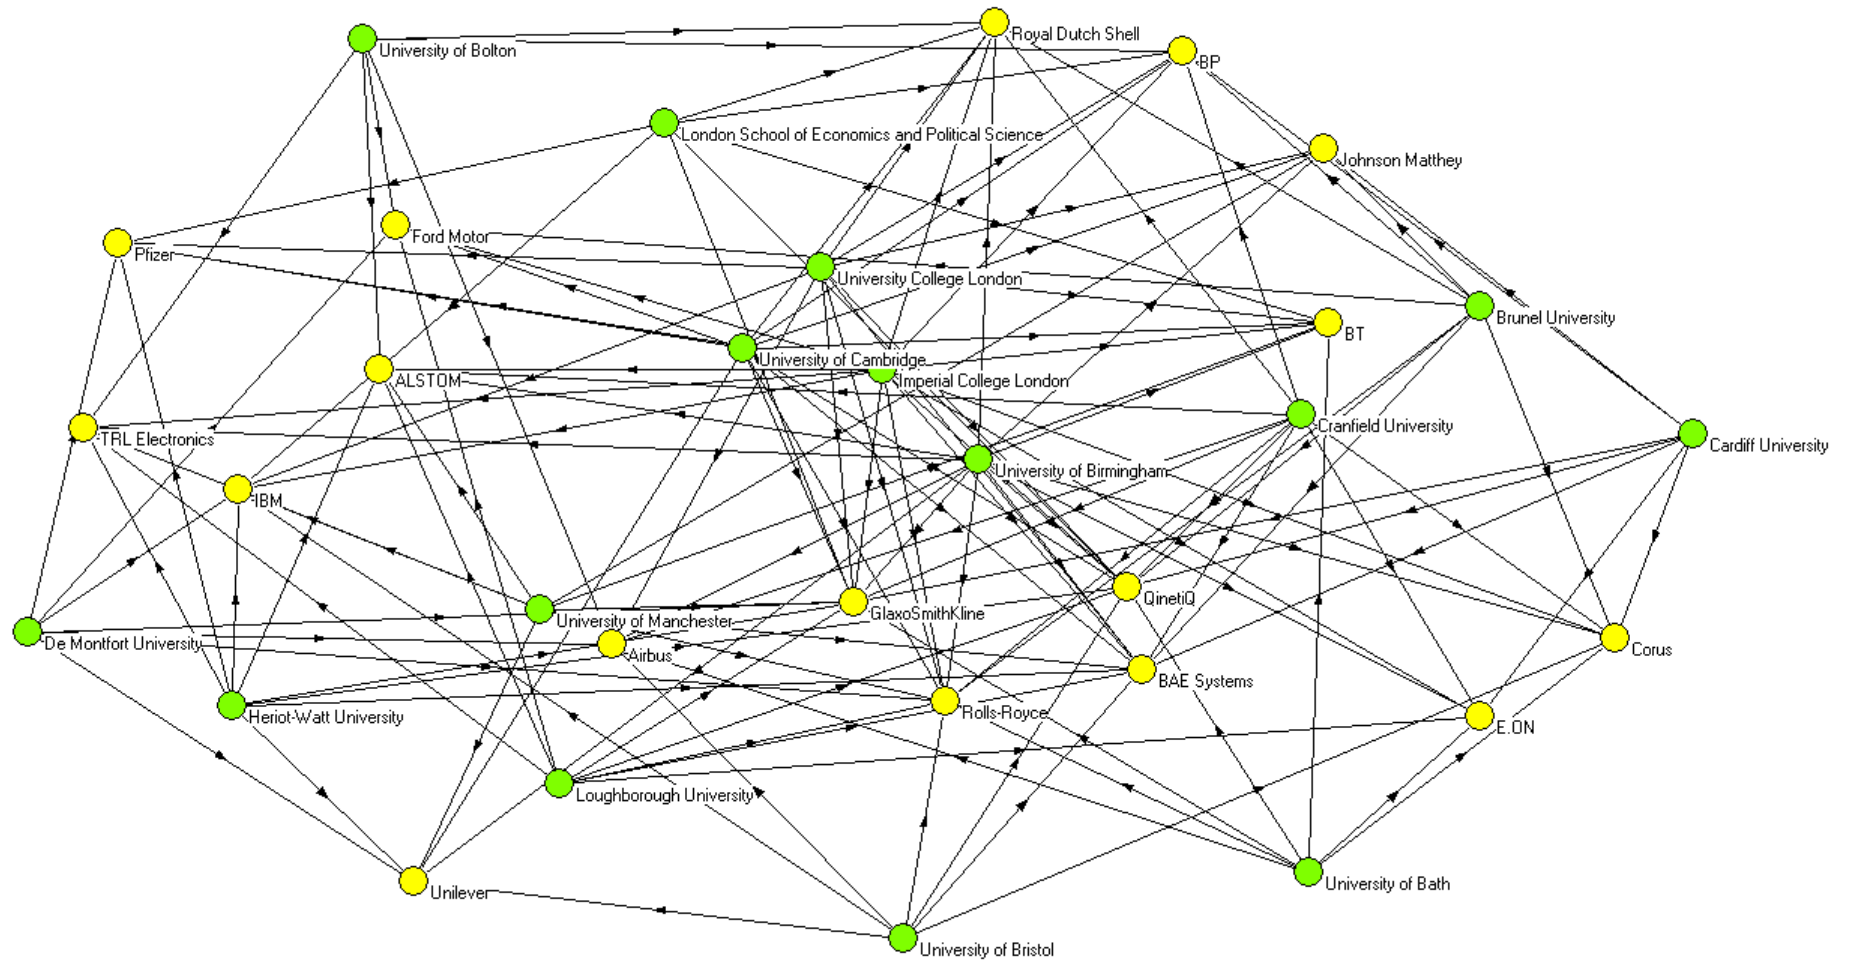 Royal Dutch Shell
University of Bolton
BP
London School of Economics and Political Science
Johnson Matthey
Ford Motor
Pfizer
University College London
Brunel University
BT
University of Cambridge
ALSTOM
Imperial College London
Cranfield University
TRL Electronics
Cardiff University
University of Birmingham
IBM
QinetiQ
GlaxoSmithKline
University of Manchester
De Montfort University
Airbus
Corus
BAE Systems
Heriot-Watt University
Rolls-Royce
E.ON
Loughborough University
University of Bath
Unilever
University of Bristol